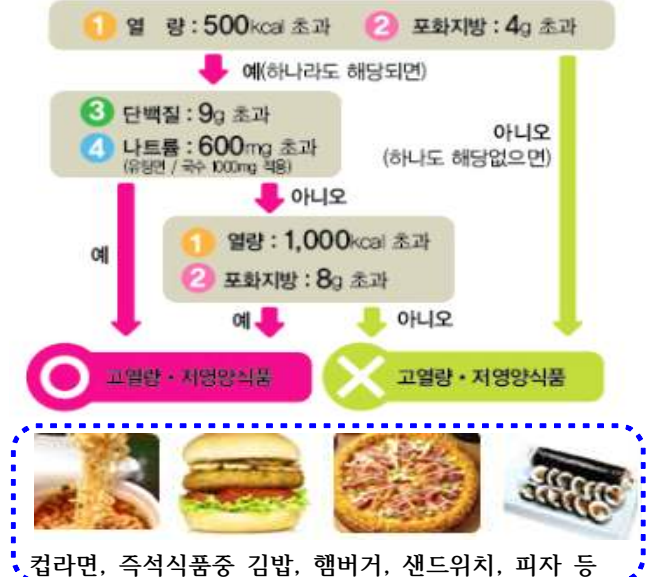 1 열 량 : 500kcal 초과 2 포화지방 : 4g 초과
예(하나라도 해당되면)
3 단백질 : 9g 초과
4 나트륨 : 600mg 초과
(유탕면 / 국수 1000mg 적용)
아니오
(하나도 해당없으면)
아니오
예
1 열량 : 1,000kcal 초과
2 포화지방 : 8g 초과
예
아니오
고열량·저영양식품
고열량·저영양식품
컵라면, 즉석식품중 김밥, 햄버거, 샌드위치, 피자 등